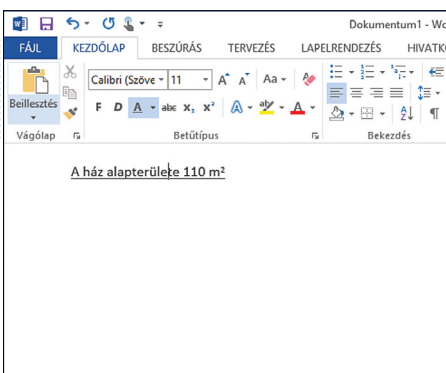 Dokumentum1 - Wo
FÁJL KEZDŐLAP BESZÚRÁS TERVEZÉS LAPELRENDEZÉS HIVATKO
Beillesztés
Calibri (Szöve 11 A A Aa
F D A abc x₂ x² A aby A
Vágólap Betűtípus Bekezdés
A ház alapterülete 110 m²